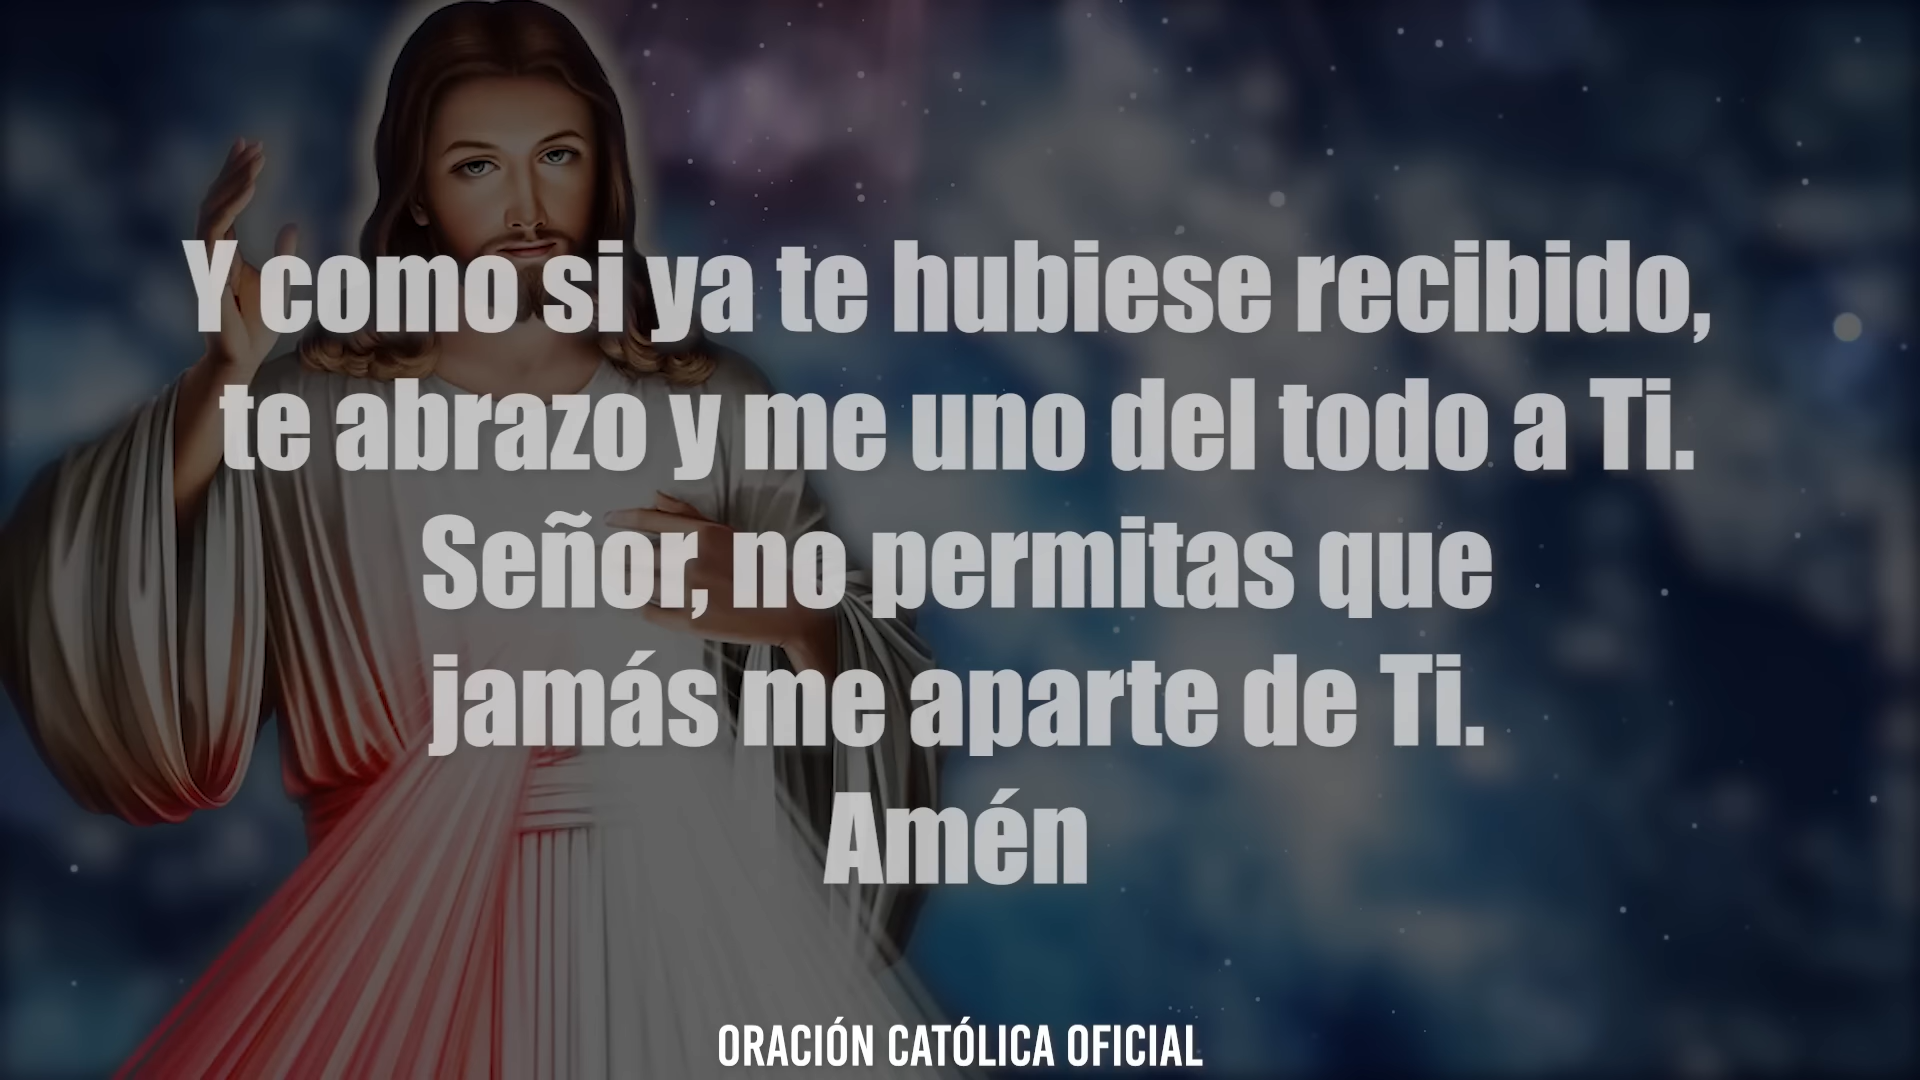 Y como si ya te hubiese recibido,
te abrazo y me uno del todo a Ti.
Señor, no permitas que
jamás me aparte de Ti.
Amén
ORACIÓN CATÓLICA OFICIAL